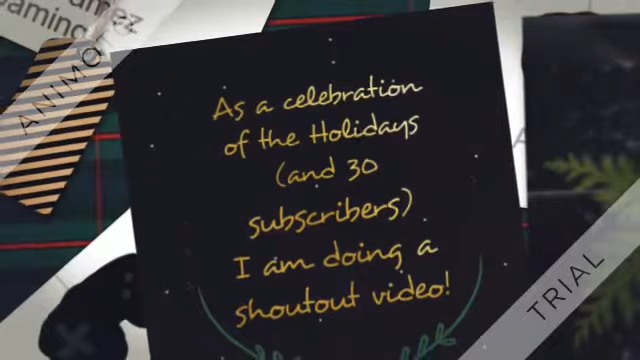 ANIMO
As a celebration
of the Holidays
(and 30
subscribers)
I am doing a
shoutout video!
TRIAL